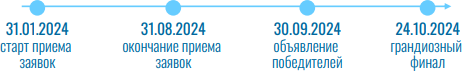 31.01.2024 31.08.2024 30.09.2024 24.10.2024
старт приема окончание приема объявление грандиозный
заявок заявок победителей финал